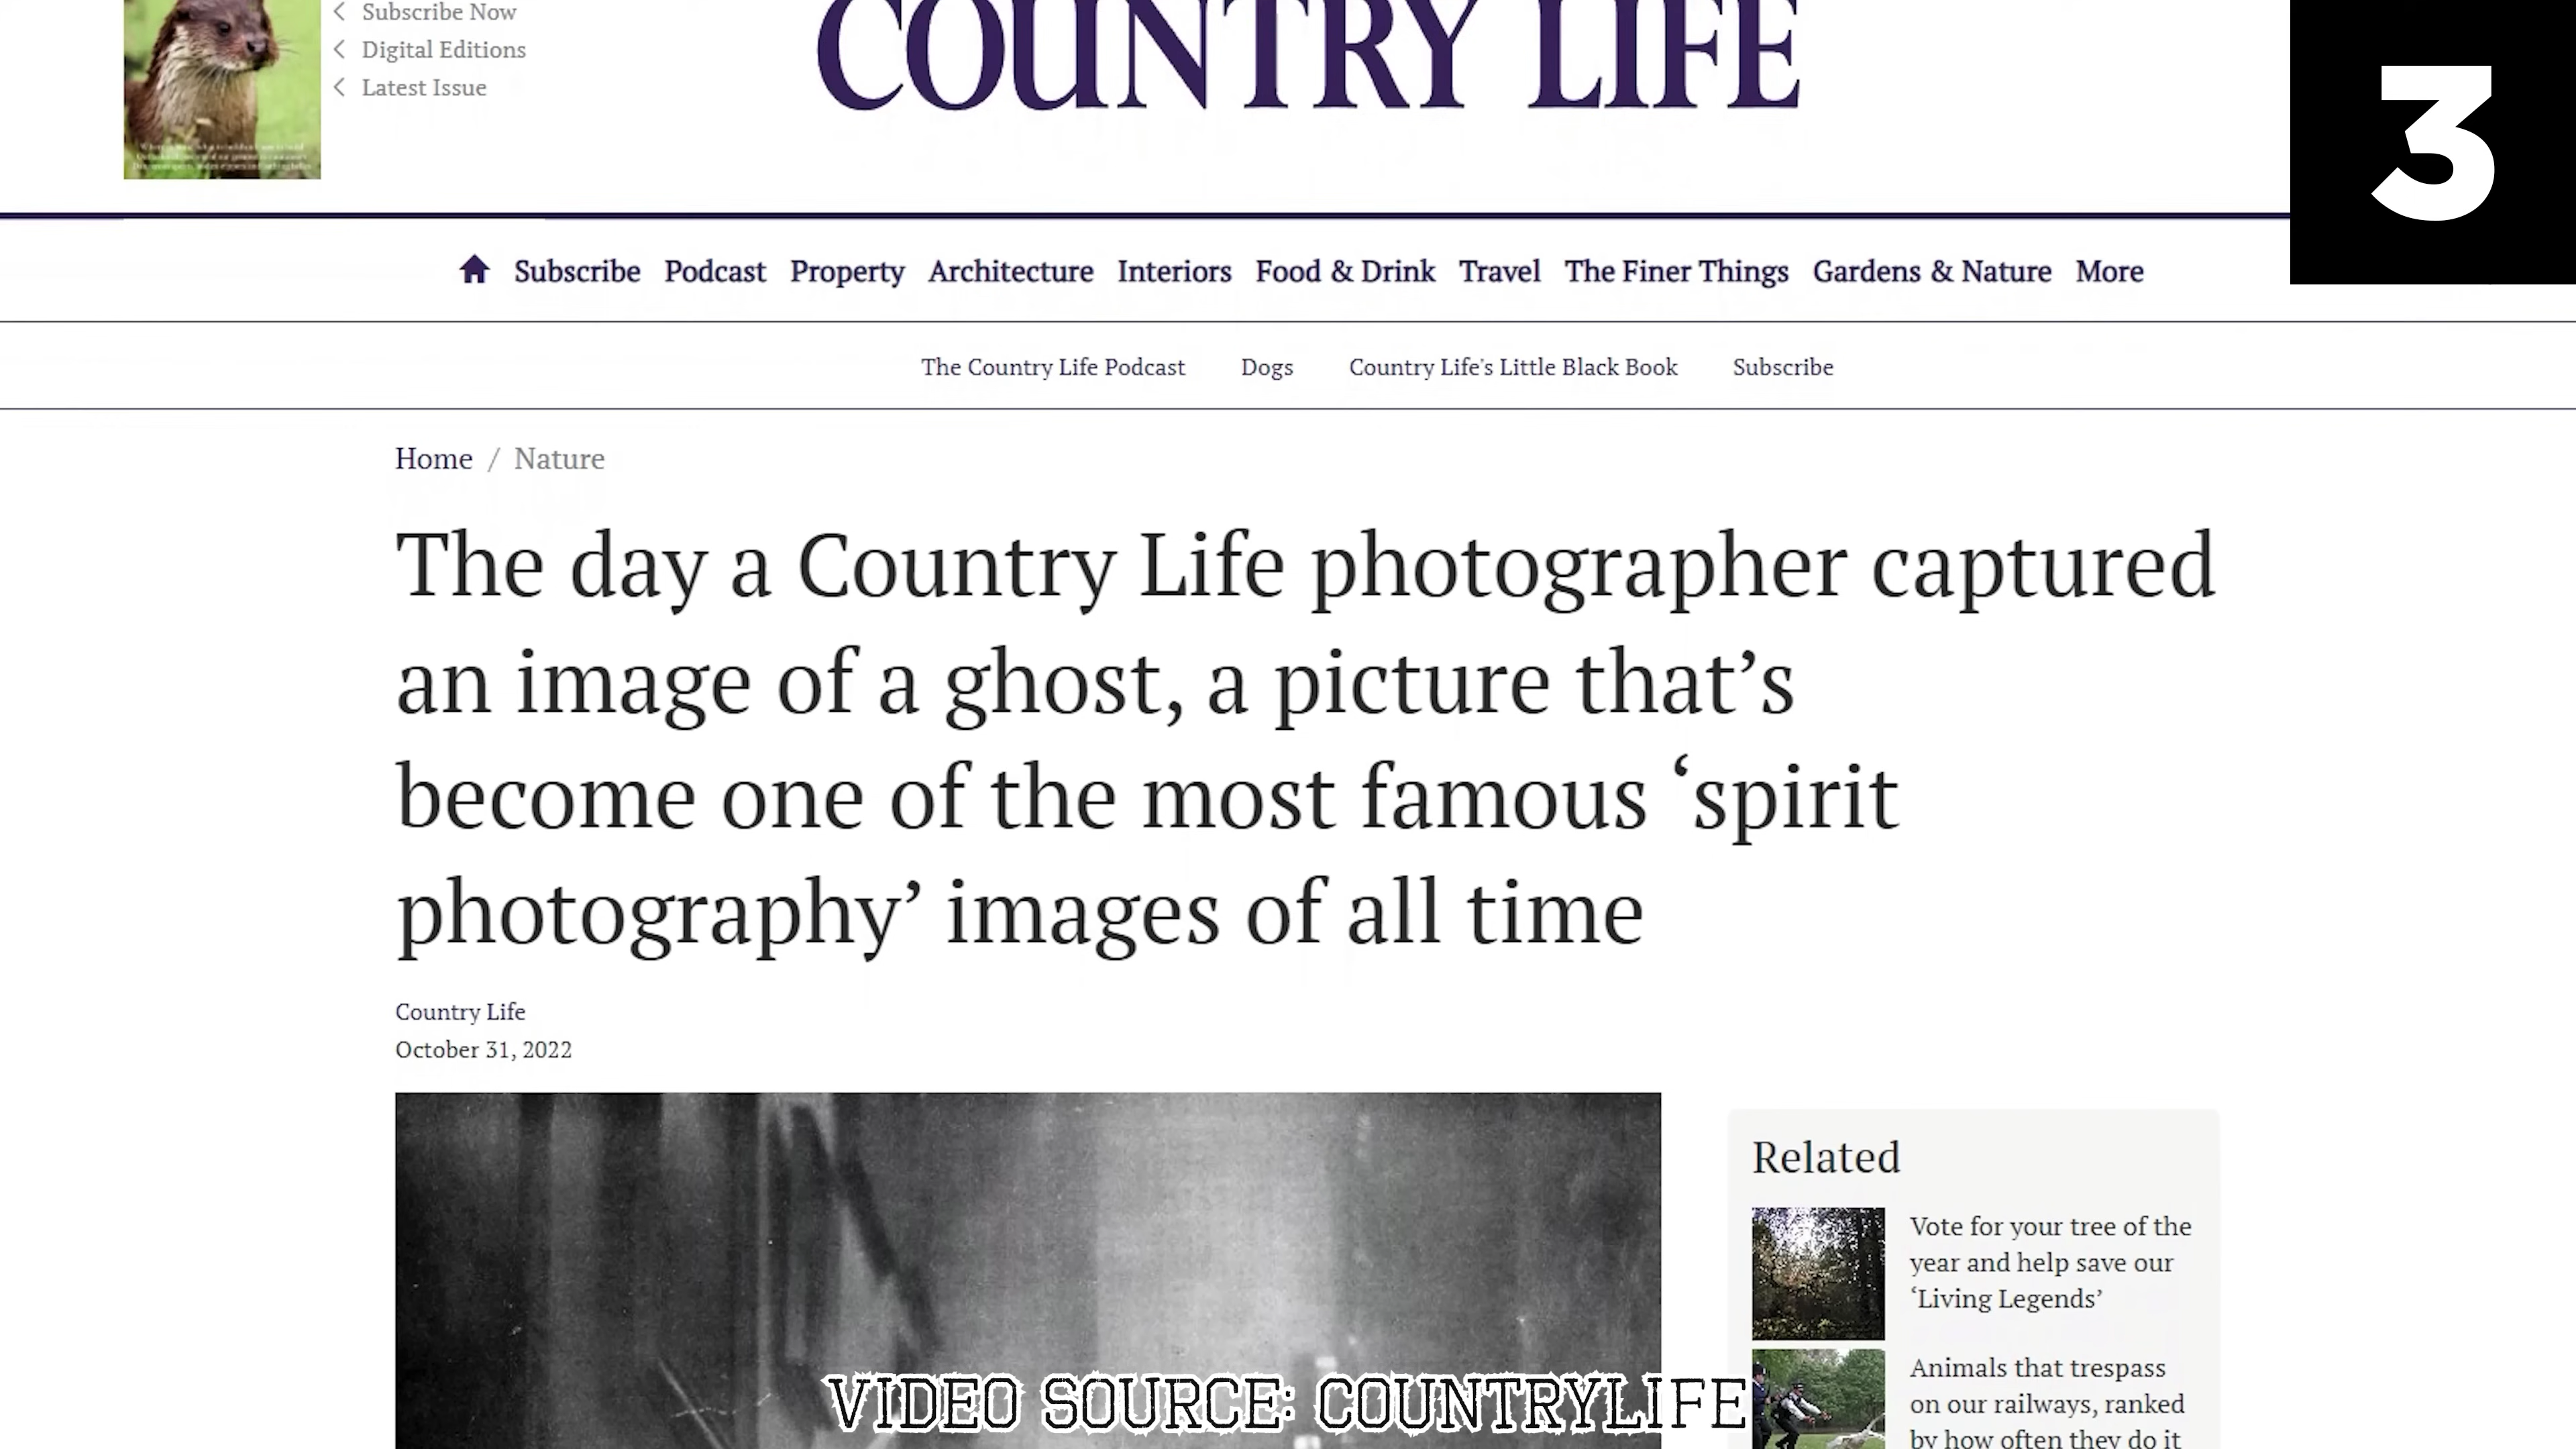 Subscribe Now
Digital Editions
Latest Issue
COUNTRY LIFE
3
Subscribe Podcast Property Architecture Interiors Food & Drink Travel The Finer Things Gardens & Nature More
The Country Life Podcast Dogs Country Life's Little Black Book Subscribe
Home / Nature
The day a Country Life photographer captured
an image of a ghost, a picture that’s
become one of the most famous ‘spirit
photography’ images of all time
Country Life
October 31, 2022
Related
Vote for your tree of the
year and help save our
‘Living Legends’
Animals that trespass
on our railways, ranked
by how often they do it
VIDEO SOURCE: COUNTRYLIFE